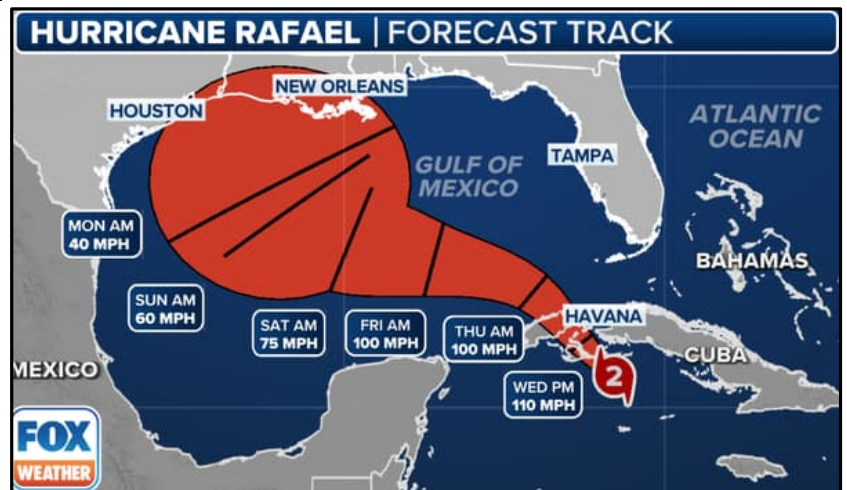 HURRICANE RAFAEL | FORECAST TRACK
NEW ORLEANS
HOUSTON
ATLANTIC
OCEAN
GULF OF
MEXICO
TAMPA
MON AM
40 MPH
BAHAMAS
SUN AM
60 MPH
SAT AM
75 MPH
FRI AM
100 MPH
THU AM
100 MPH
HAVANA
CUBA
MEXICO
WED PM
110 MPH
2
FOX
WEATHER